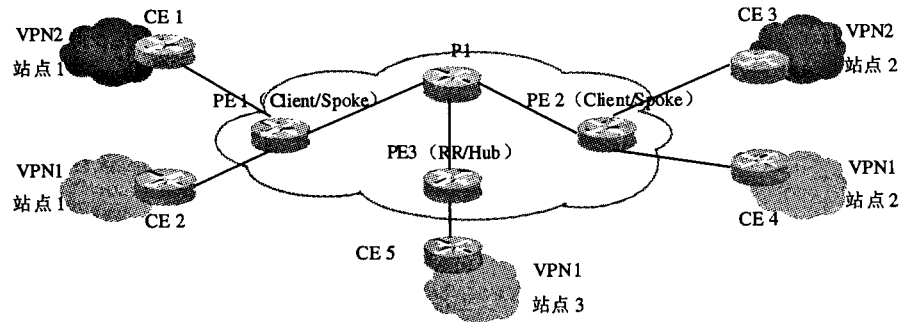 CE 1
VPN2
站点 1
CE 3
VPN2
站点 2
P1
PE 1（Client/Spoke）
PE 2（Client/Spoke）
PE3（RR/Hub）
VPN1
站点 1
CE 2
VPN1
站点 2
CE 4
CE 5
VPN1
站点 3